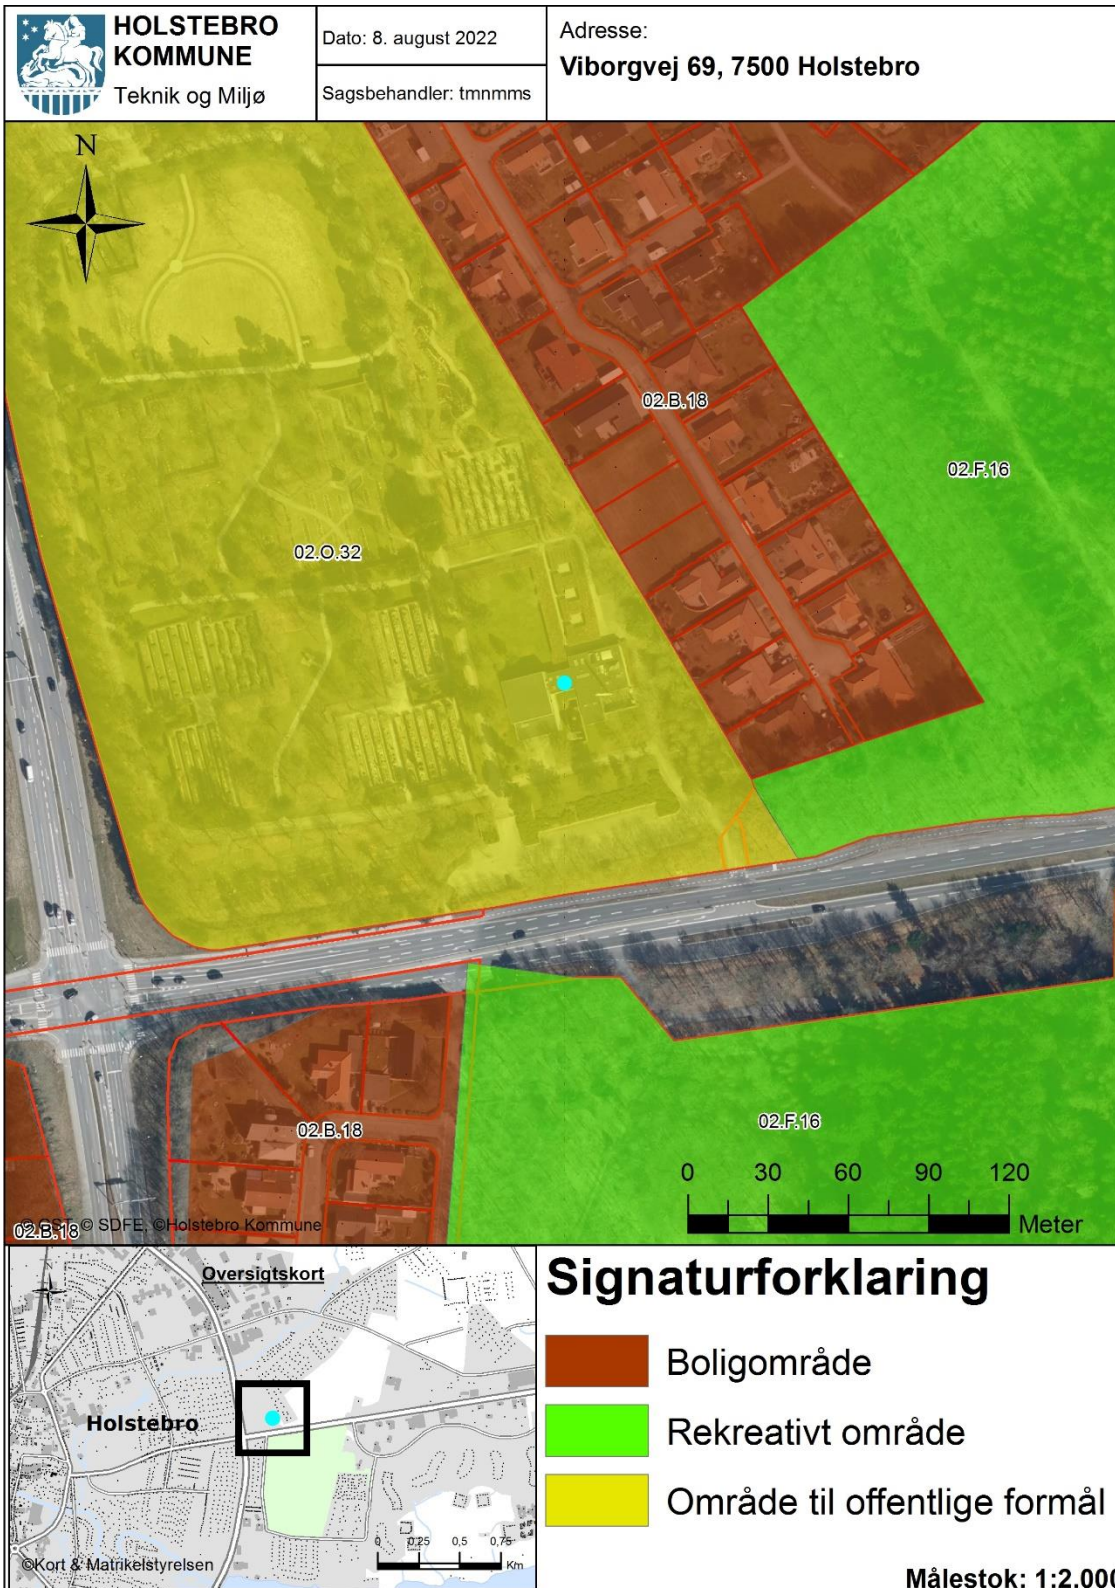 HOLSTEBRO
KOMMUNE
Teknik og Miljø
Dato: 8. august 2022
Sagsbehandler: tmnmms
Adresse:
Viborgvej 69, 7500 Holstebro
N
02.B.18
02.F.16
02.O.32
02.F.16
02.B.18
0 30 60 90 120
Meter
02.B.18
© GST, © SDFE, ©Holstebro Kommune
Oversigtskort
Holstebro
0 0,25 0,5 0,75
Km
©Kort & Matrikelstyrelsen
Signaturforklaring
Boligområde
Rekreativt område
Område til offentlige formål
Målestok: 1:2.000